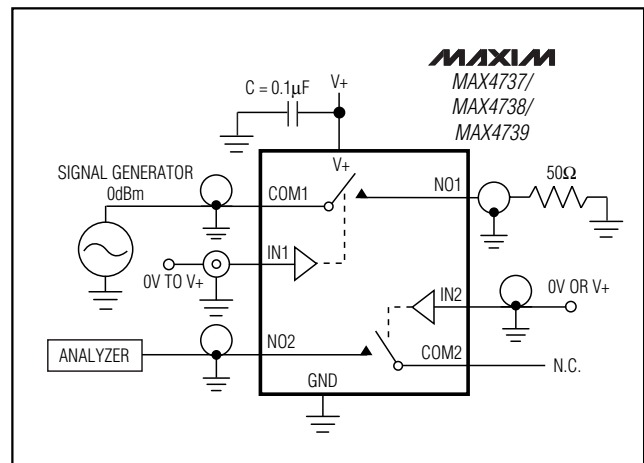 MAXIM
MAX4737/
MAX4738/
MAX4739
C = 0.1µF
V+
V+
SIGNAL GENERATOR
0dBm
COM1
NO1
50Ω
IN1
0V TO V+
IN2
0V OR V+
ANALYZER
NO2
COM2
N.C.
GND